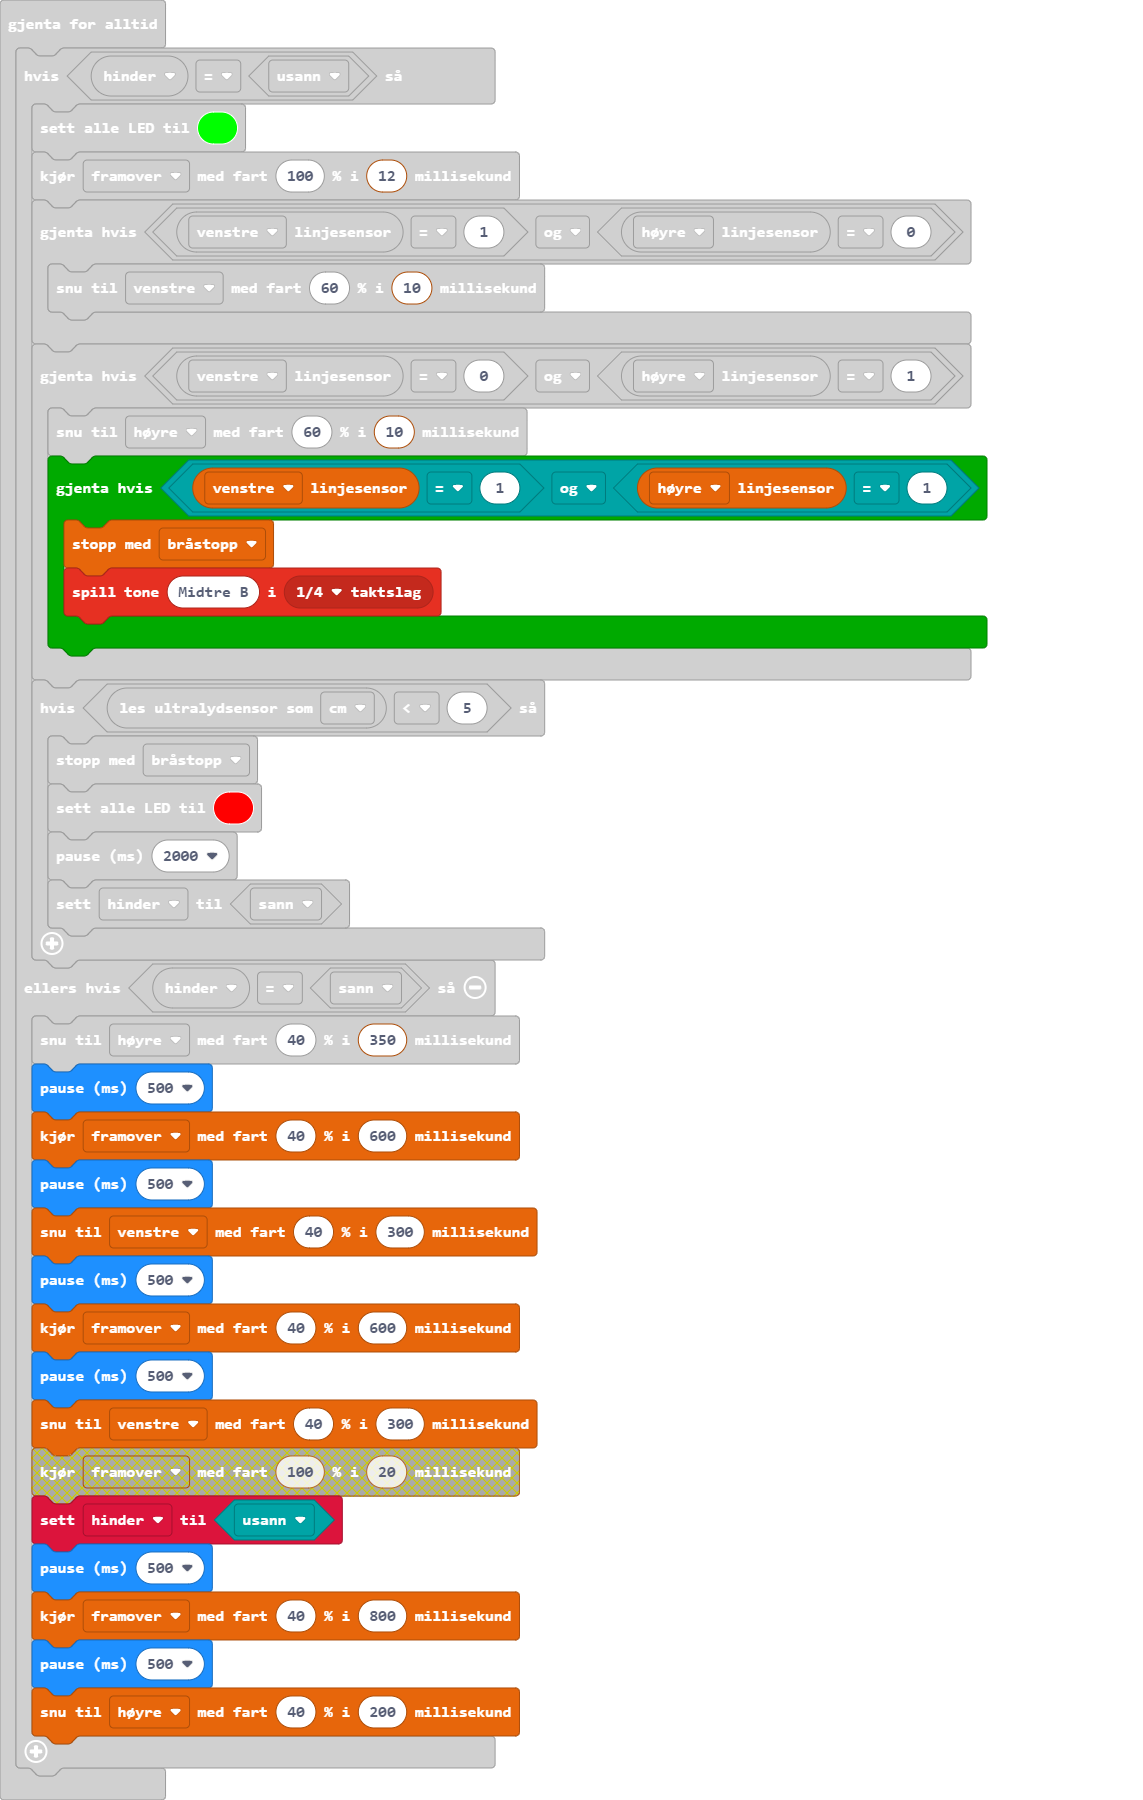 gjenta for alltid
hvis hinder = usann så
sett alle LED til
kjør framover med fart 100 % i 12 millisekund
gjenta hvis venstre linjesensor = 1 og høyre linjesensor = 0
snu til venstre med fart 60 % i 10 millisekund
gjenta hvis venstre linjesensor = 0 og høyre linjesensor = 1
snu til høyre med fart 60 % i 10 millisekund
gjenta hvis venstre linjesensor = 1 og høyre linjesensor = 1
stopp med bråstopp
spill tone Midtre B i 1/4 taktslag
hvis les ultralydsensor som cm < 5 så
stopp med bråstopp
sett alle LED til
pause (ms) 2000
sett hinder til sann
ellers hvis hinder = sann så
snu til høyre med fart 40 % i 350 millisekund
pause (ms) 500
kjør framover med fart 40 % i 600 millisekund
pause (ms) 500
snu til venstre med fart 40 % i 300 millisekund
pause (ms) 500
kjør framover med fart 40 % i 600 millisekund
pause (ms) 500
snu til venstre med fart 40 % i 300 millisekund
kjør framover med fart 100 % i 20 millisekund
sett hinder til usann
pause (ms) 500
kjør framover med fart 40 % i 800 millisekund
pause (ms) 500
snu til høyre med fart 40 % i 200 millisekund